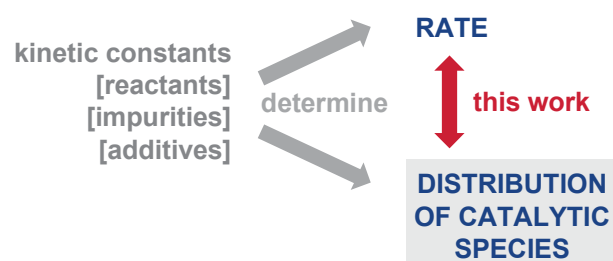 kinetic constants
[reactants]
[impurities]
[additives]
determine
RATE
this work
DISTRIBUTION
OF CATALYTIC
SPECIES